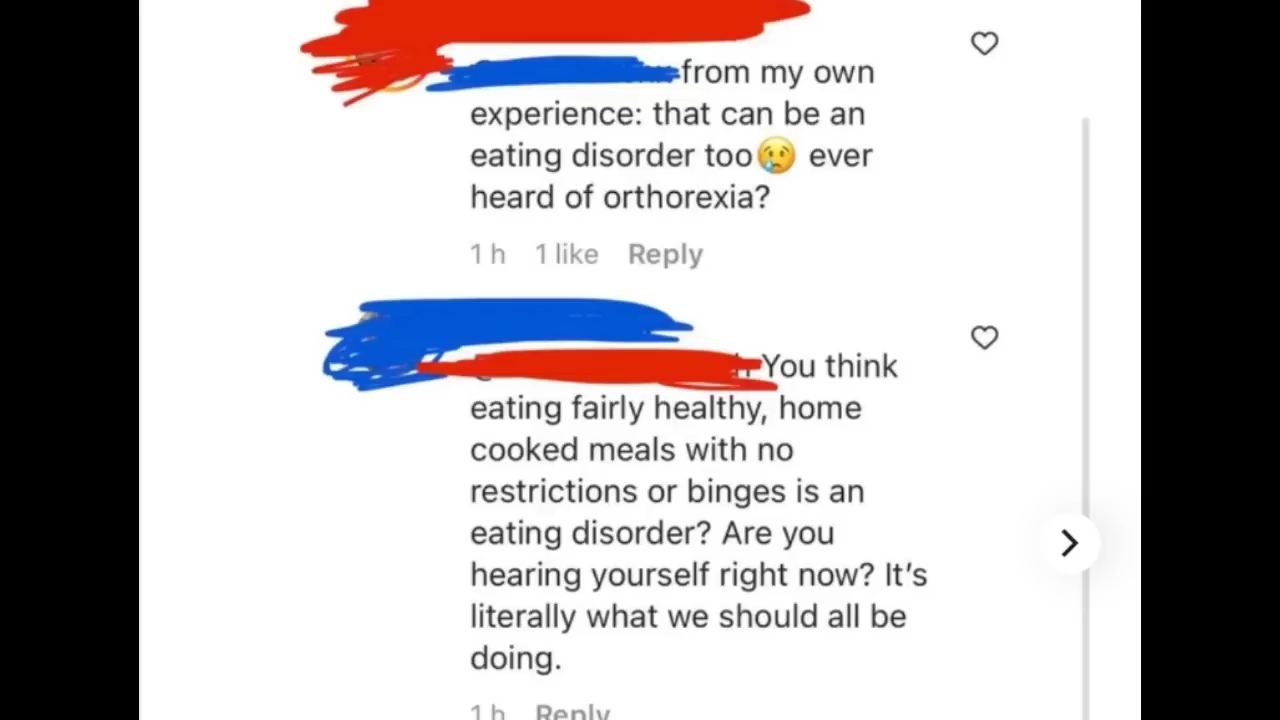 from my own
experience: that can be an
eating disorder too😢 ever
heard of orthorexia?
1 h 1 like Reply
You think
eating fairly healthy, home
cooked meals with no
restrictions or binges is an
eating disorder? Are you
hearing yourself right now? It’s
literally what we should all be
doing.
1 h Reply